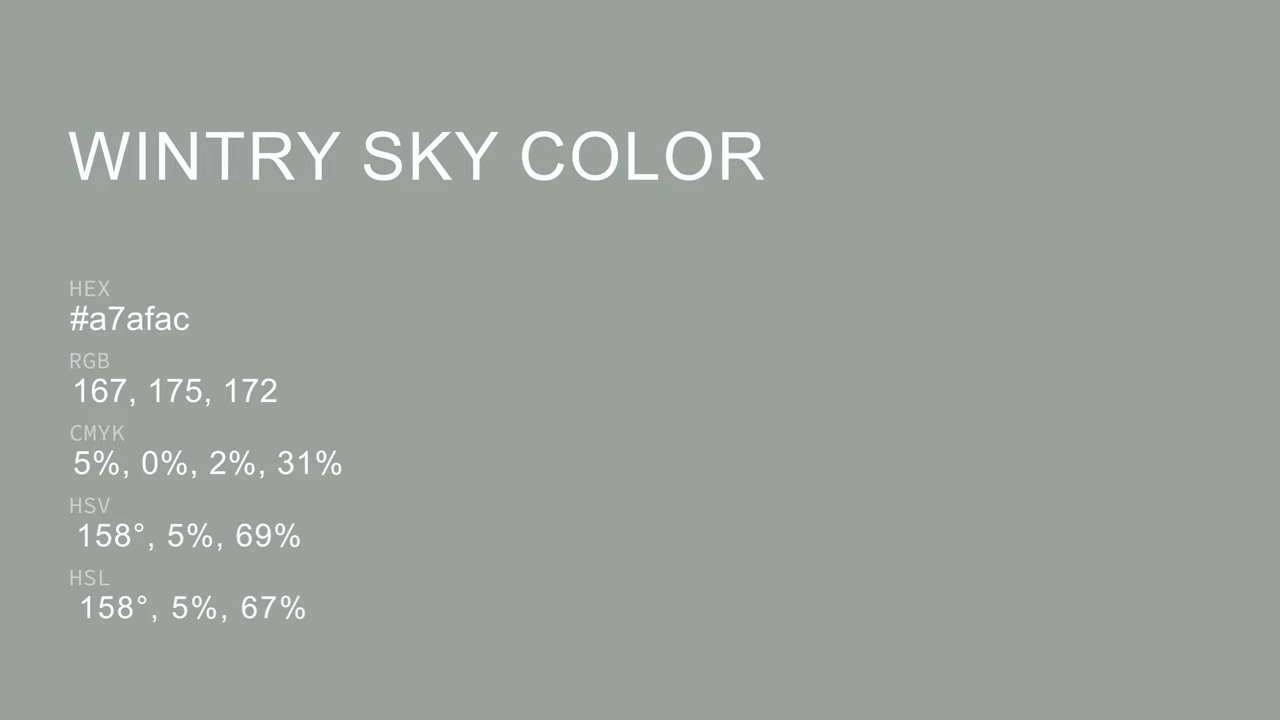 WINTRY SKY COLOR
HEX
#a7afac
RGB
167, 175, 172
CMYK
5%, 0%, 2%, 31%
HSV
158°, 5%, 69%
HSL
158°, 5%, 67%